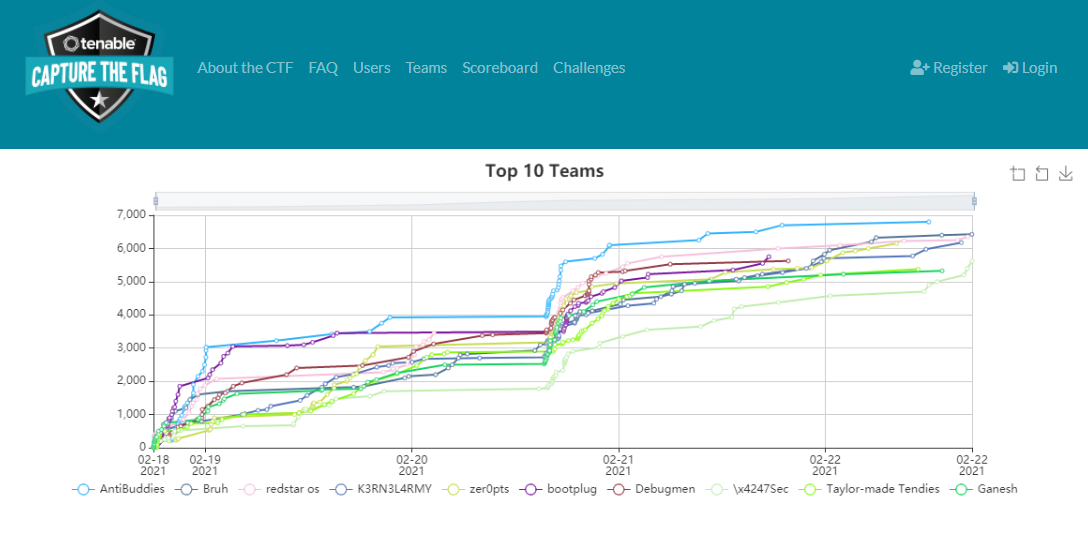 tenable
CAPTURE THE FLAG
About the CTF FAQ Users Teams Scoreboard Challenges Register Login
Top 10 Teams
7,000
6,000
5,000
4,000
3,000
2,000
1,000
0
02-18 02-19 02-20 02-21 02-22 02-22
2021 2021 2021 2021 2021 2021
AntiBuddies Bruh redstar os K3RN3L4RMY zer0pts bootplug Debugmen \x4247Sec Taylor-made Tendies Ganesh